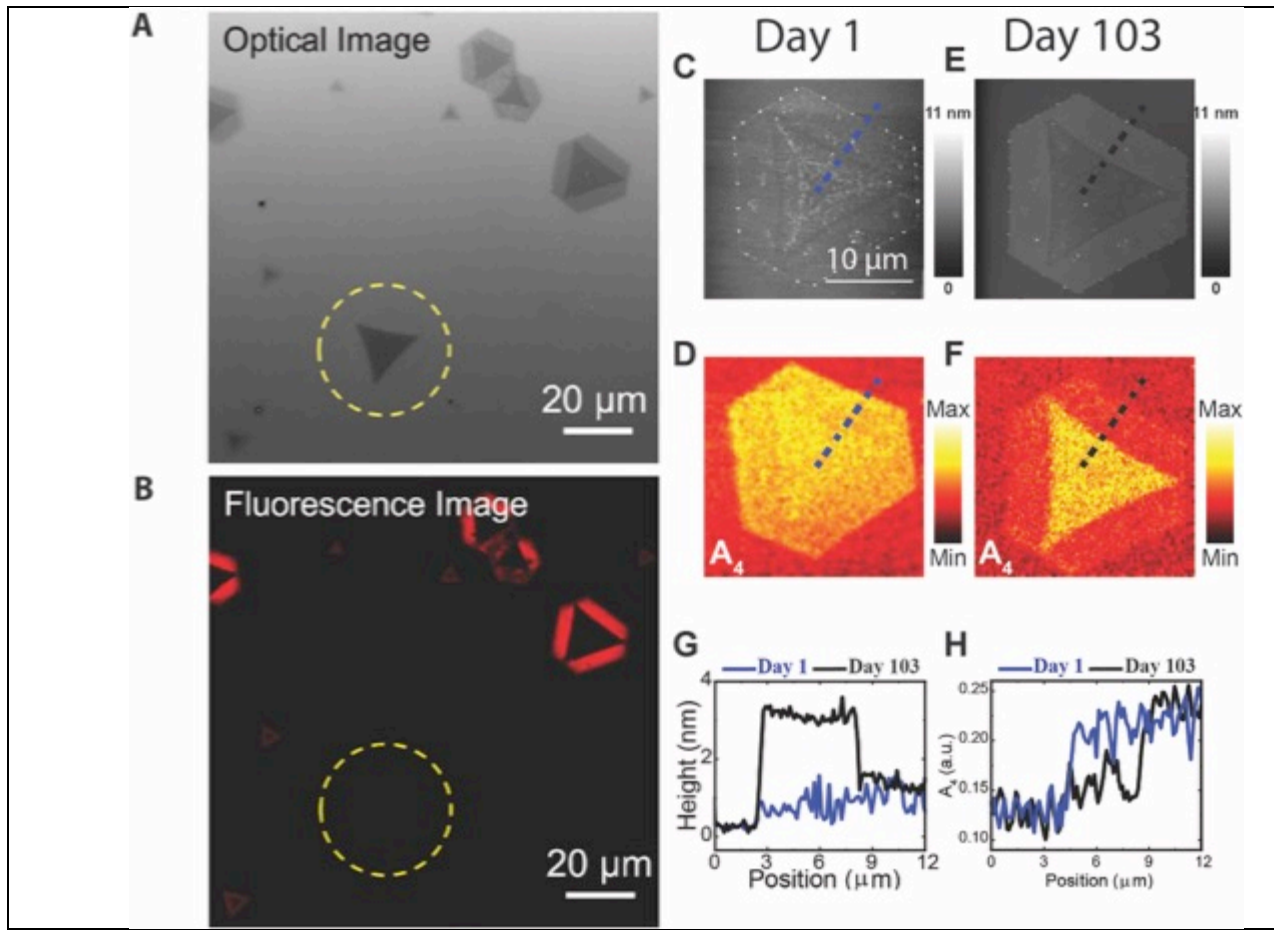 A
Optical Image
20 µm
B
Fluorescence Image
20 µm
Day 1
Day 103
C
10 µm
11 nm
0
E
11 nm
0
D
A4
Max
Min
F
A4
Max
Min
G
Day 1
Day 103
Height (nm)
4
2
0
0 3 6 9 12
Position (µm)
H
Day 1
Day 103
A4 (a.u.)
0.25
0.20
0.15
0.10
0 3 6 9 12
Position (µm)